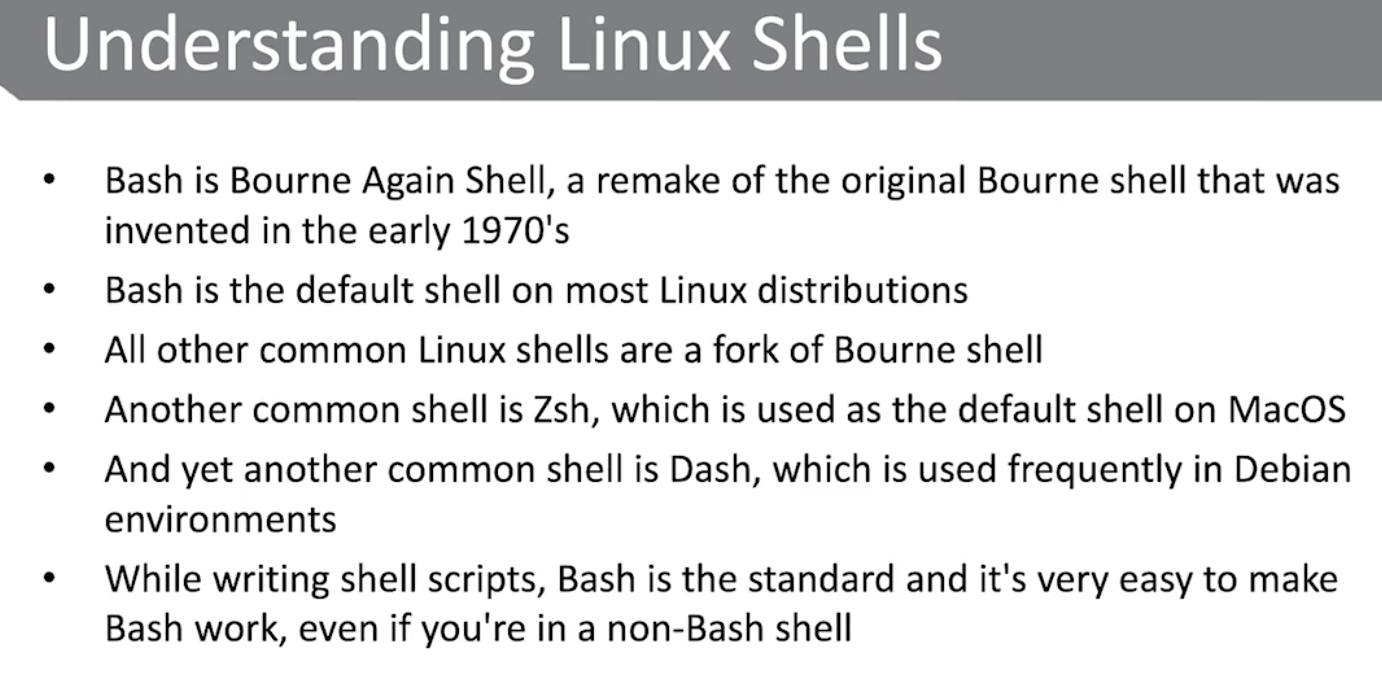 Understanding Linux Shells
• Bash is Bourne Again Shell, a remake of the original Bourne shell that was
invented in the early 1970's
• Bash is the default shell on most Linux distributions
• All other common Linux shells are a fork of Bourne shell
• Another common shell is Zsh, which is used as the default shell on MacOS
• And yet another common shell is Dash, which is used frequently in Debian
environments
• While writing shell scripts, Bash is the standard and it's very easy to make
Bash work, even if you're in a non-Bash shell